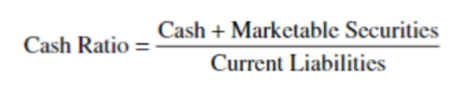 Cash Ratio = Cash + Marketable Securities
Current Liabilities